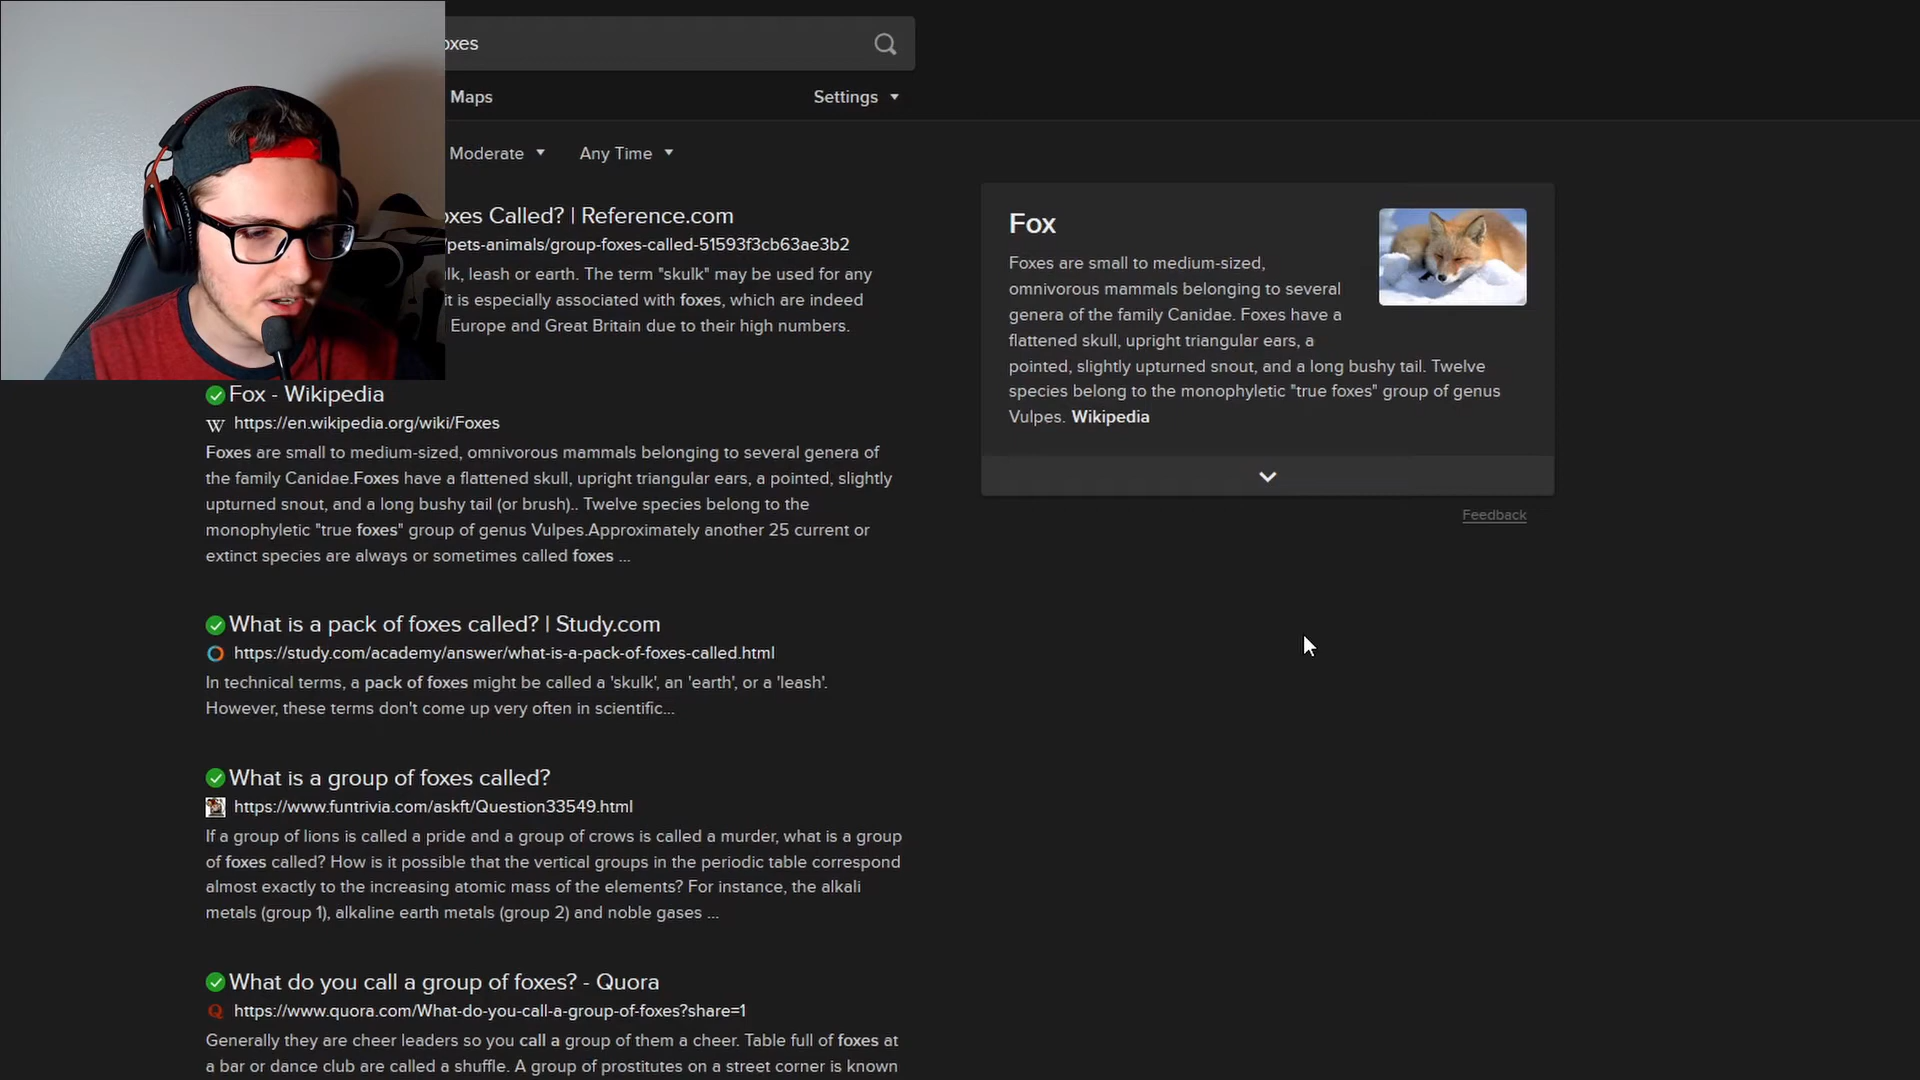 oxes
Maps
Settings
Moderate
Any Time
oxes Called? | Reference.com
/pets-animals/group-foxes-called-51593f3cb63ae3b2
lk, leash or earth. The term "skulk" may be used for any
it is especially associated with foxes, which are indeed
Europe and Great Britain due to their high numbers.
Fox - Wikipedia
https://en.wikipedia.org/wiki/Foxes
Foxes are small to medium-sized, omnivorous mammals belonging to several genera of
the family Canidae.Foxes have a flattened skull, upright triangular ears, a pointed, slightly
upturned snout, and a long bushy tail (or brush).. Twelve species belong to the
monophyletic "true foxes" group of genus Vulpes.Approximately another 25 current or
extinct species are always or sometimes called foxes ...
What is a pack of foxes called? | Study.com
https://study.com/academy/answer/what-is-a-pack-of-foxes-called.html
In technical terms, a pack of foxes might be called a 'skulk', an 'earth', or a 'leash'.
However, these terms don't come up very often in scientific...
What is a group of foxes called?
https://www.funtrivia.com/askft/Question33549.html
If a group of lions is called a pride and a group of crows is called a murder, what is a group
of foxes called? How is it possible that the vertical groups in the periodic table correspond
almost exactly to the increasing atomic mass of the elements? For instance, the alkali
metals (group 1), alkaline earth metals (group 2) and noble gases ...
What do you call a group of foxes? - Quora
https://www.quora.com/What-do-you-call-a-group-of-foxes?share=1
Generally they are cheer leaders so you call a group of them a cheer. Table full of foxes at
a bar or dance club are called a shuffle. A group of prostitutes on a street corner is known
Fox
Foxes are small to medium-sized,
omnivorous mammals belonging to several
genera of the family Canidae. Foxes have a
flattened skull, upright triangular ears, a
pointed, slightly upturned snout, and a long bushy tail. Twelve
species belong to the monophyletic "true foxes" group of genus
Vulpes. Wikipedia
Feedback